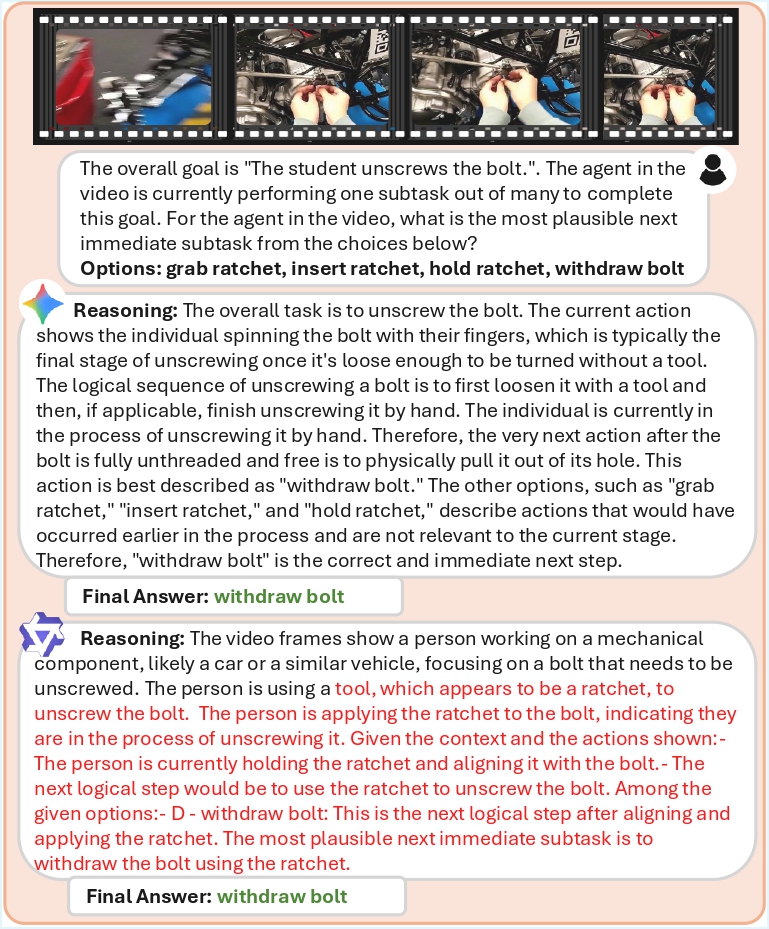 The overall goal is "The student unscrews the bolt.". The agent in the
video is currently performing one subtask out of many to complete
this goal. For the agent in the video, what is the most plausible next
immediate subtask from the choices below?
Options: grab ratchet, insert ratchet, hold ratchet, withdraw bolt
Reasoning: The overall task is to unscrew the bolt. The current action
shows the individual spinning the bolt with their fingers, which is typically the
final stage of unscrewing once it's loose enough to be turned without a tool.
The logical sequence of unscrewing a bolt is to first loosen it with a tool and
then, if applicable, finish unscrewing it by hand. The individual is currently in
the process of unscrewing it by hand. Therefore, the very next action after the
bolt is fully unthreaded and free is to physically pull it out of its hole. This
action is best described as "withdraw bolt." The other options, such as "grab
ratchet," "insert ratchet," and "hold ratchet," describe actions that would have
occurred earlier in the process and are not relevant to the current stage.
Therefore, "withdraw bolt" is the correct and immediate next step.
Final Answer: withdraw bolt
Reasoning: The video frames show a person working on a mechanical
component, likely a car or a similar vehicle, focusing on a bolt that needs to be
unscrewed. The person is using a tool, which appears to be a ratchet, to
unscrew the bolt.  The person is applying the ratchet to the bolt, indicating they
are in the process of unscrewing it. Given the context and the actions shown:-
The person is currently holding the ratchet and aligning it with the bolt.- The
next logical step would be to use the ratchet to unscrew the bolt. Among the
given options:- D - withdraw bolt: This is the next logical step after aligning and
applying the ratchet. The most plausible next immediate subtask is to
withdraw the bolt using the ratchet.
Final Answer: withdraw bolt